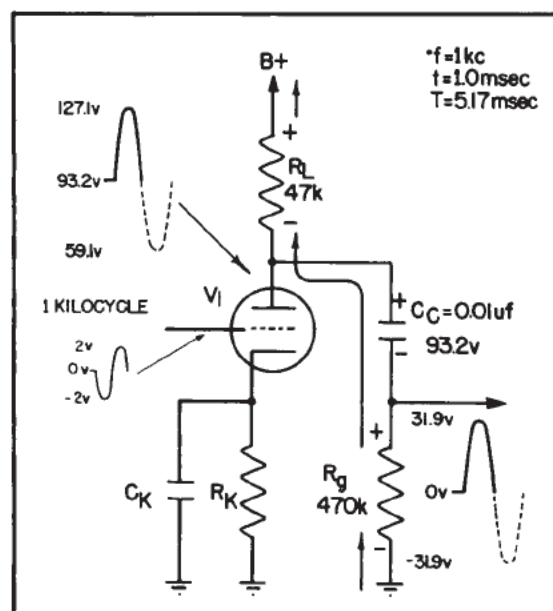 *f=1kc
t=1.0msec
T=5.17msec
B+
+
127.1v
93.2v
59.1v
RL
47k
-
V1
1 KILOCYCLE
2v
0v
-2v
+
CC=0.01uf
93.2v
-
31.9v
+
CK
RK
Rg
470k
0v
-
-31.9v